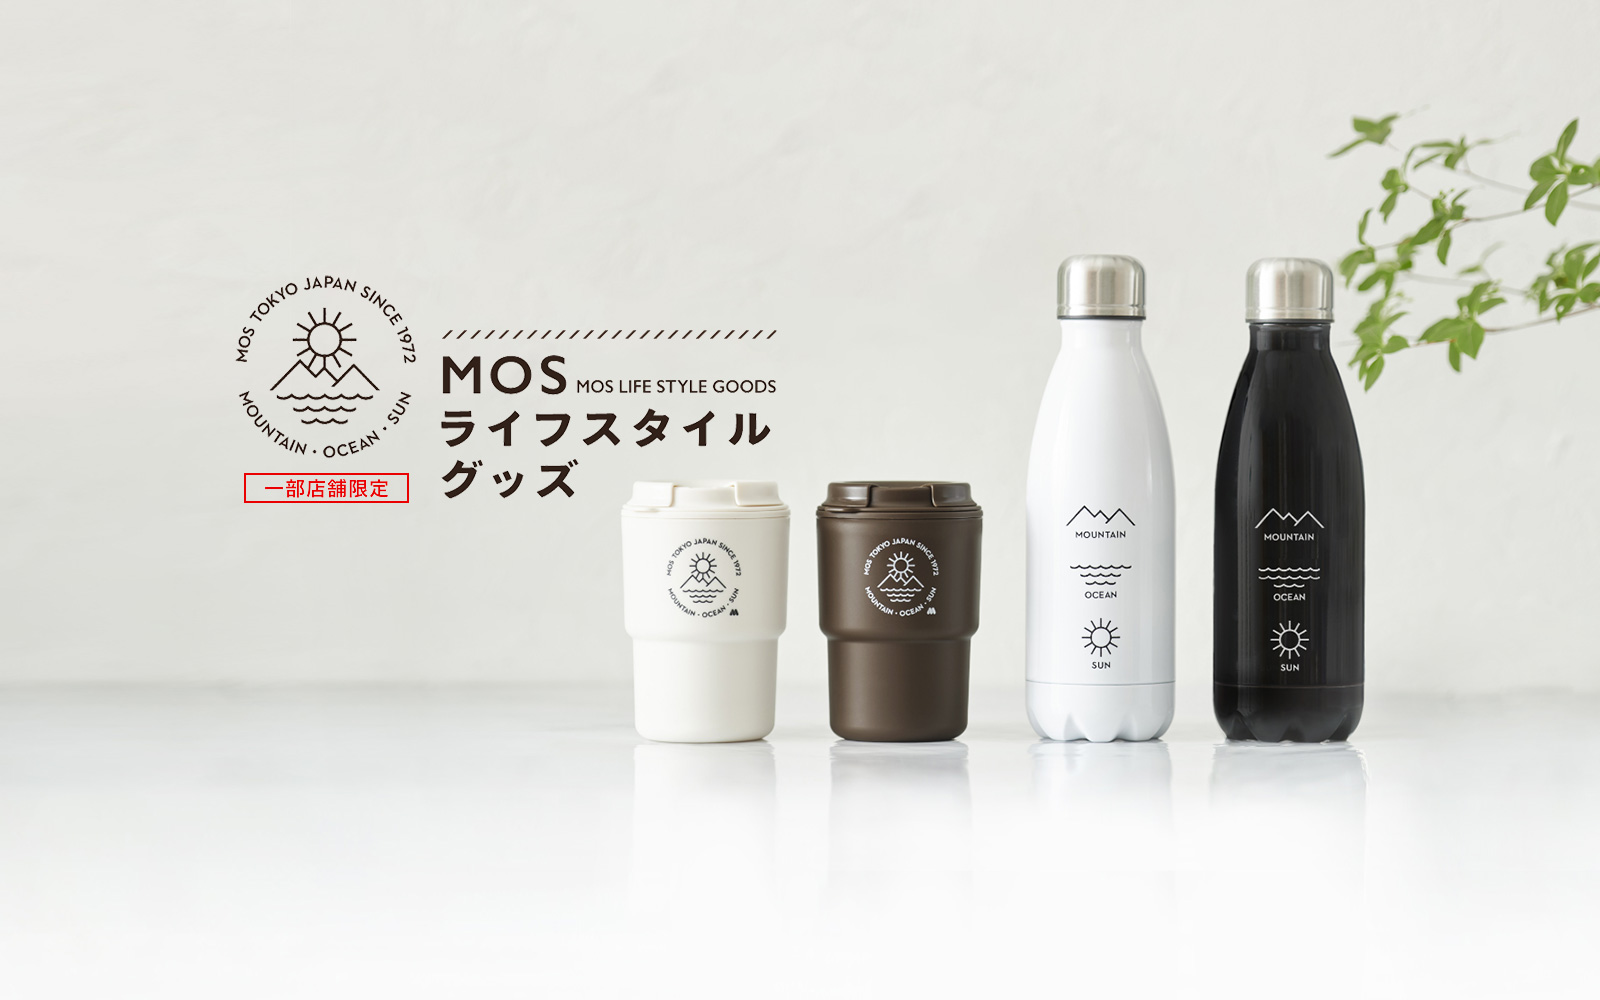 MOS TOKYO JAPAN SINCE 1972
MOUNTAIN · OCEAN · SUN
一部店舗限定
MOS MOS LIFE STYLE GOODS
ライフスタイル
グッズ
MOS TOKYO JAPAN SINCE 1972
MOUNTAIN · OCEAN · SUN
MOS TOKYO JAPAN SINCE 1972
MOUNTAIN · OCEAN · SUN
MOUNTAIN
OCEAN
SUN
MOUNTAIN
OCEAN
SUN